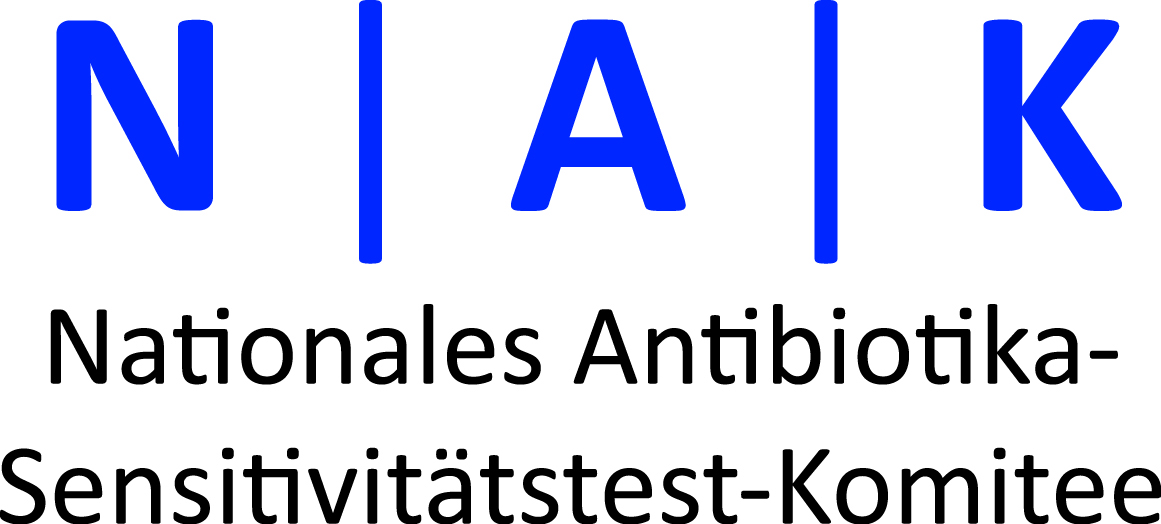 N | A | K
Nationales Antibiotika-
Sensitivitätstest-Komitee